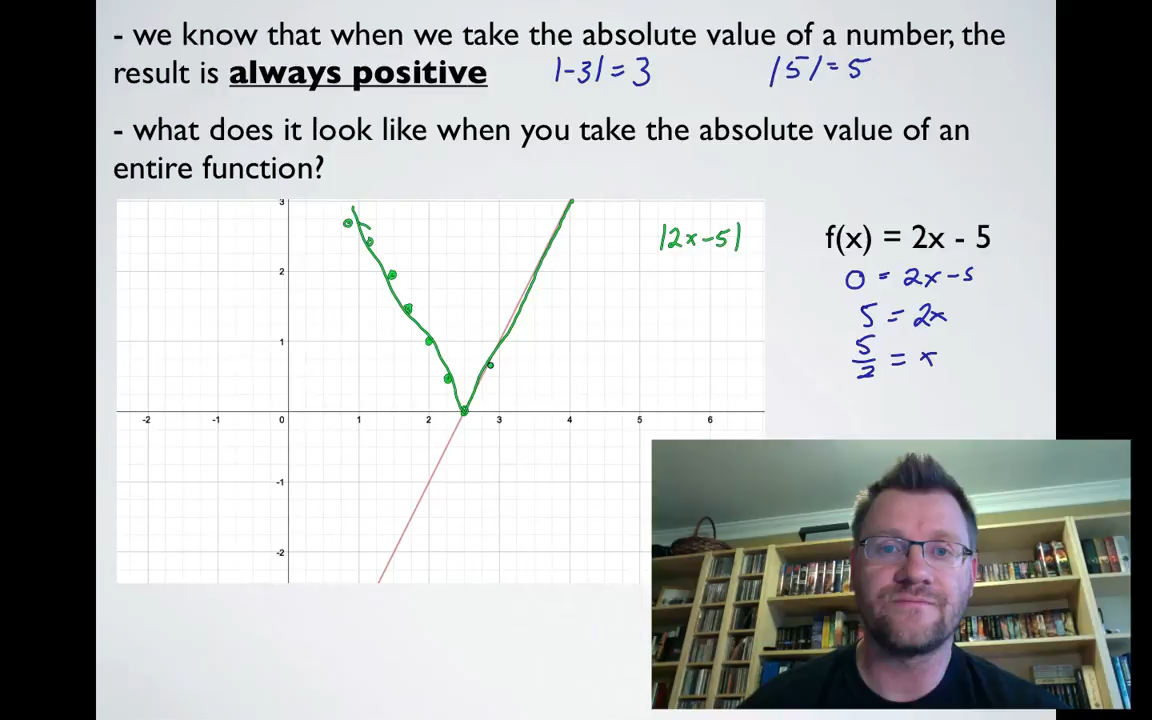 - we know that when we take the absolute value of a number, the
result is always positive |-3| = 3 |5| = 5
- what does it look like when you take the absolute value of an
entire function?
|2x-5|
f(x) = 2x - 5
0 = 2x-5
5 = 2x
5/2 = x
3
2
1
-2 -1 0 1 2 3 4 5 6
-1
-2